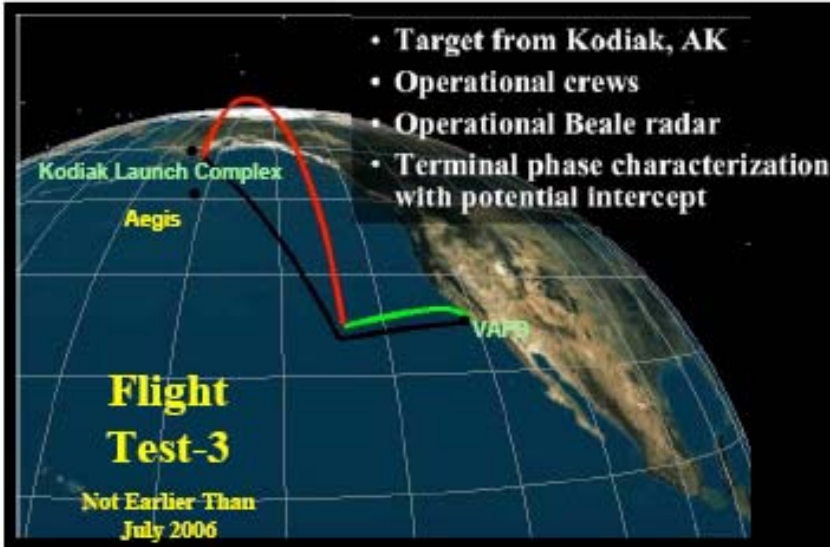 • Target from Kodiak, AK
• Operational crews
• Operational Beale radar
• Terminal phase characterization
with potential intercept
Kodiak Launch Complex
Aegis
VAFB
Flight
Test-3
Not Earlier Than
July 2006